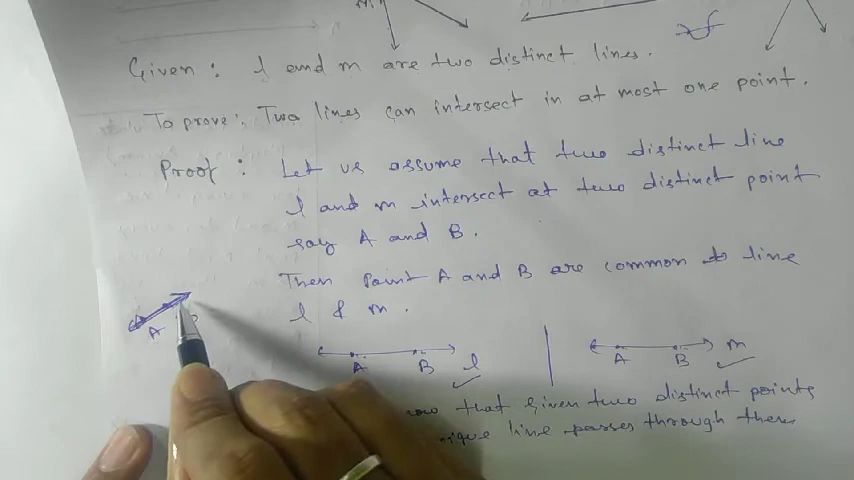 m
Given : l and m are two distinct lines.
To prove : Two lines can intersect in at most one point.
Proof : Let us assume that two distinct line
l and m intersect at two distinct point
say A and B.
Then Point A and B are common to line
l & m.
A
A B l
A B m
that Given two distinct points
line passes through them